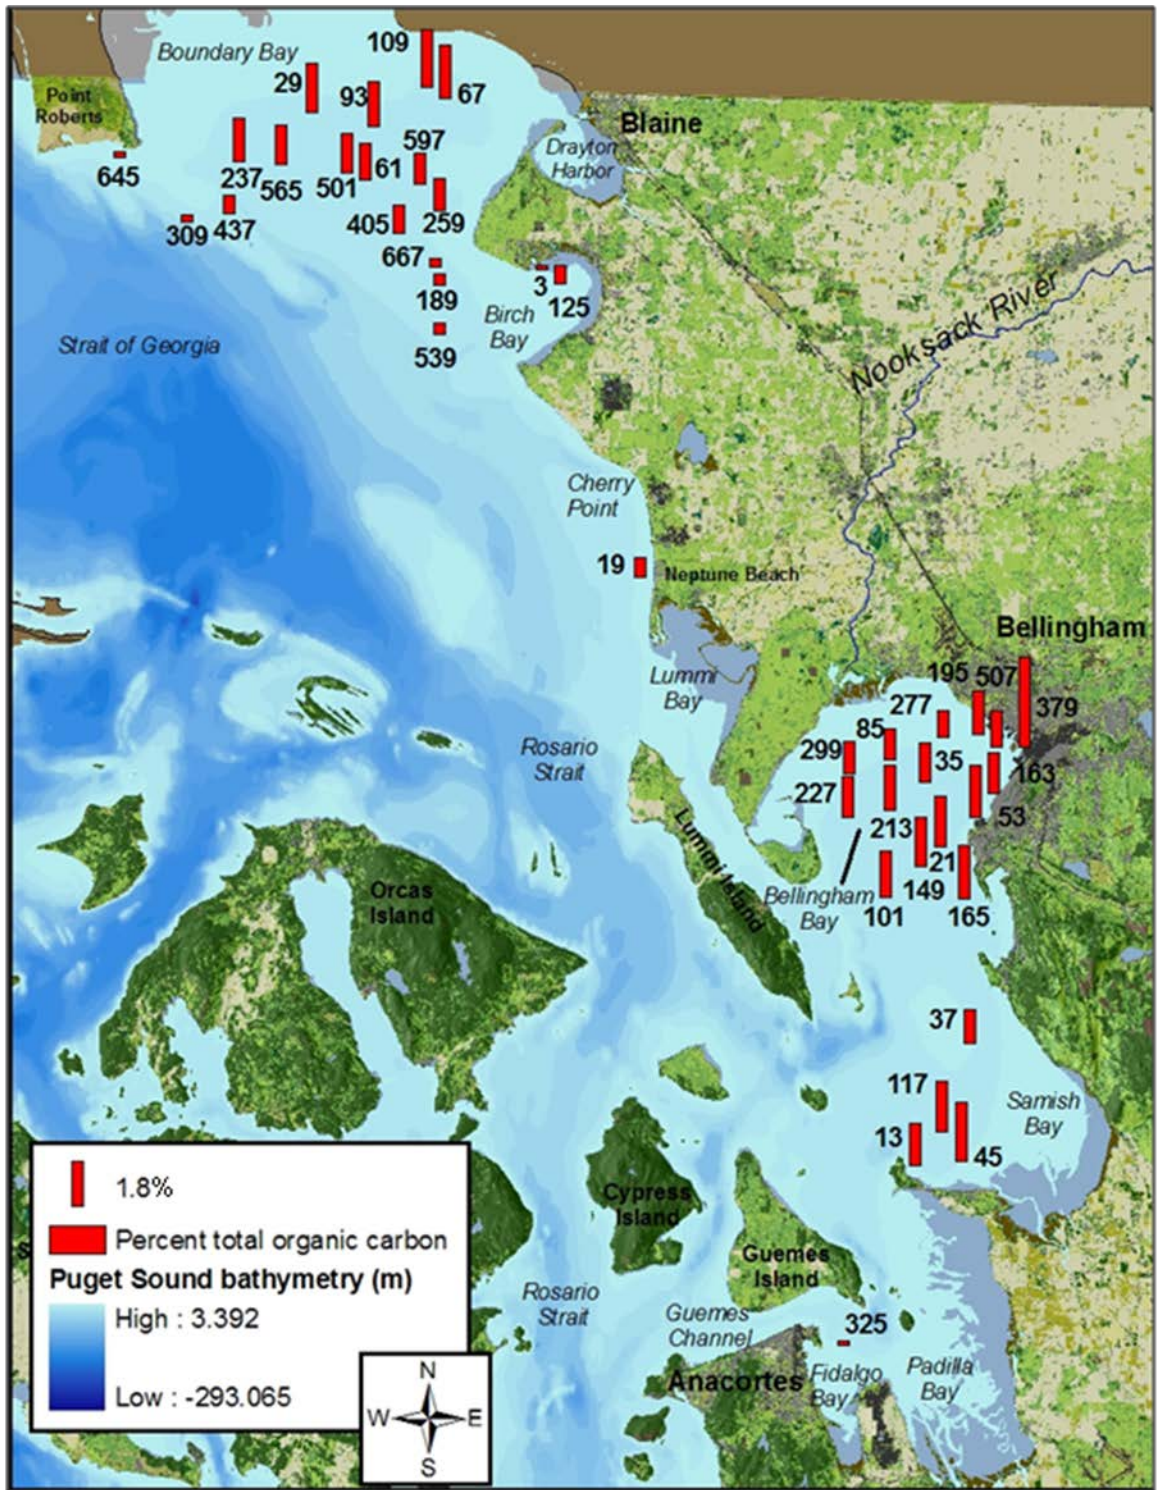 Boundary Bay
109
29
93
67
Point
Roberts
Blaine
597
Drayton
Harbor
645
237
565
501
61
309
437
405
259
667
3
125
189
Birch
Bay
539
Strait of Georgia
Nooksack River
Cherry
Point
19
Neptune Beach
Bellingham
Lummi
Bay
195
507
277
379
85
299
35
163
Rosario
Strait
227
213
53
21
Lummi Island
149
Bellingham
Bay
101
165
Orcas
Island
37
117
Samish
Bay
13
45
1.8%
Percent total organic carbon
Puget Sound bathymetry (m)
High : 3.392
Low : -293.065
Cypress
Island
Guemes
Island
Rosario
Strait
Guemes
Channel
325
Anacortes
Fidalgo
Bay
Padilla
Bay
N
W
E
S